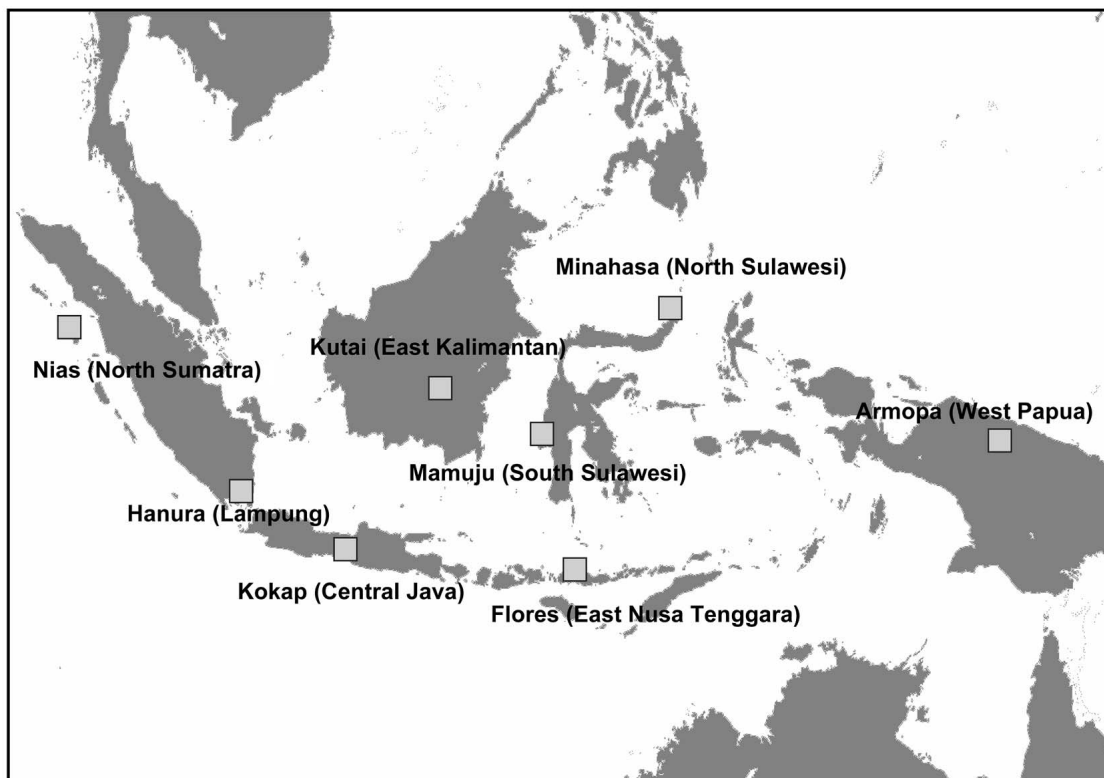 Minahasa (North Sulawesi)
Kutai (East Kalimantan)
Nias (North Sumatra)
Armopa (West Papua)
Mamuju (South Sulawesi)
Hanura (Lampung)
Kokap (Central Java)
Flores (East Nusa Tenggara)